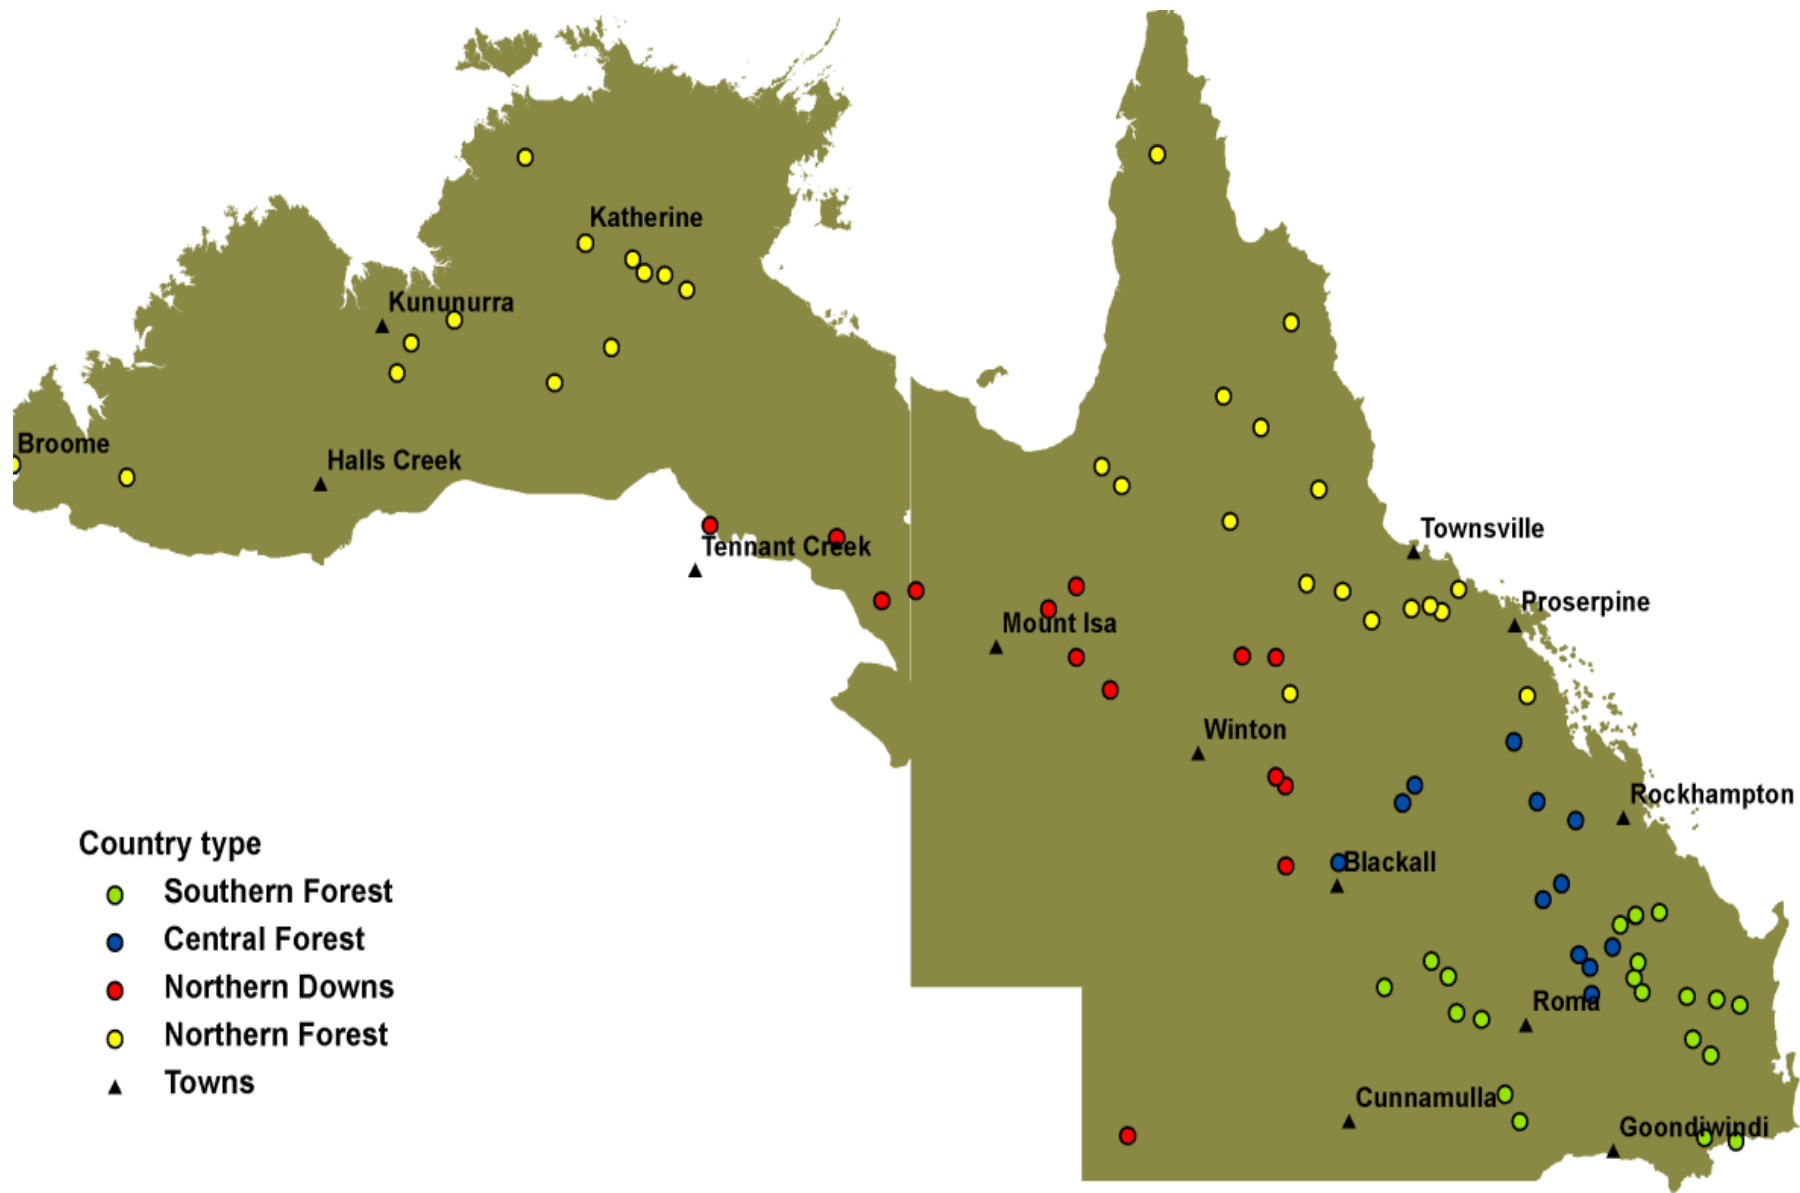 Katherine
Kununurra
Broome
Halls Creek
Townsville
Tennant Creek
Proserpine
Mount Isa
Winton
Rockhampton
Blackall
Roma
Cunnamulla
Goondiwindi
Country type
Southern Forest
Central Forest
Northern Downs
Northern Forest
Towns